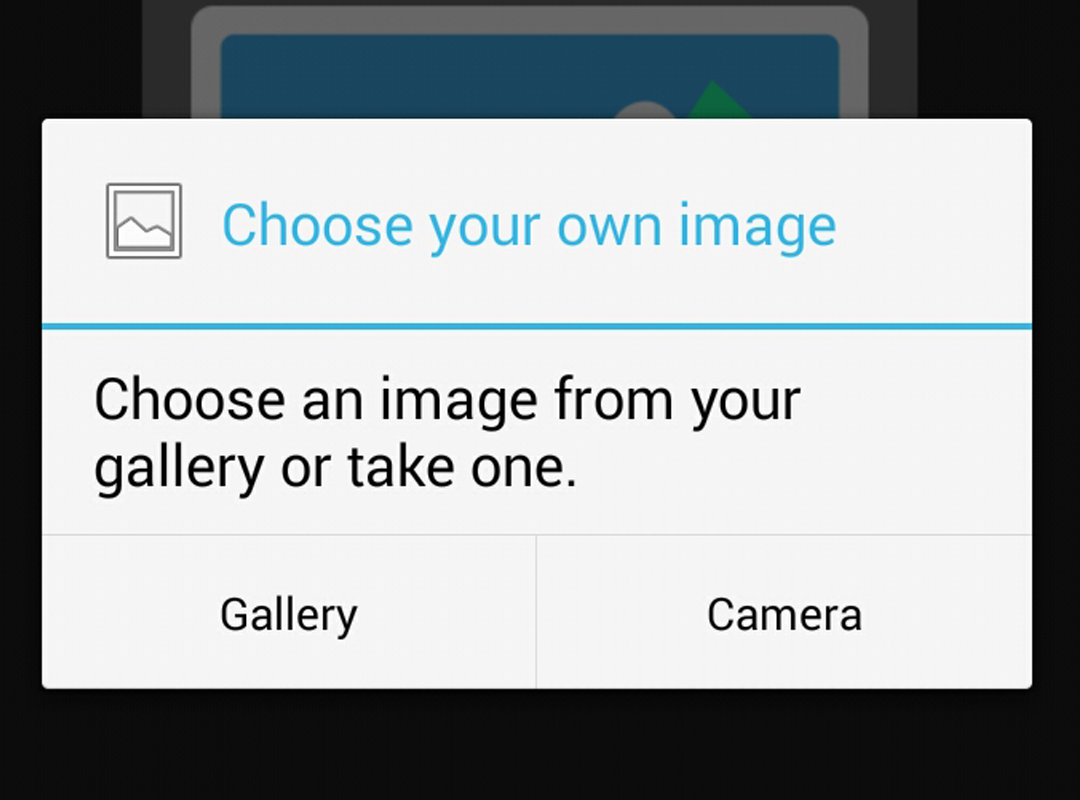 Choose your own image
Choose an image from your
gallery or take one.
Gallery
Camera